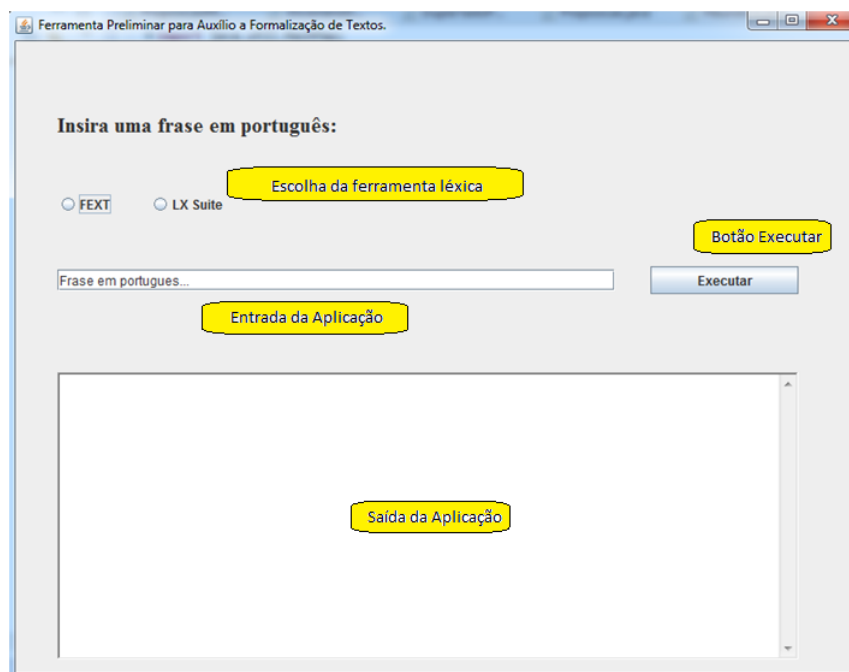 Ferramenta Preliminar para Auxílio a Formalização de Textos.
Insira uma frase em português:
Escolha da ferramenta léxica
FEXT
LX Suite
Botão Executar
Frase em portugues...
Executar
Entrada da Aplicação
Saída da Aplicação